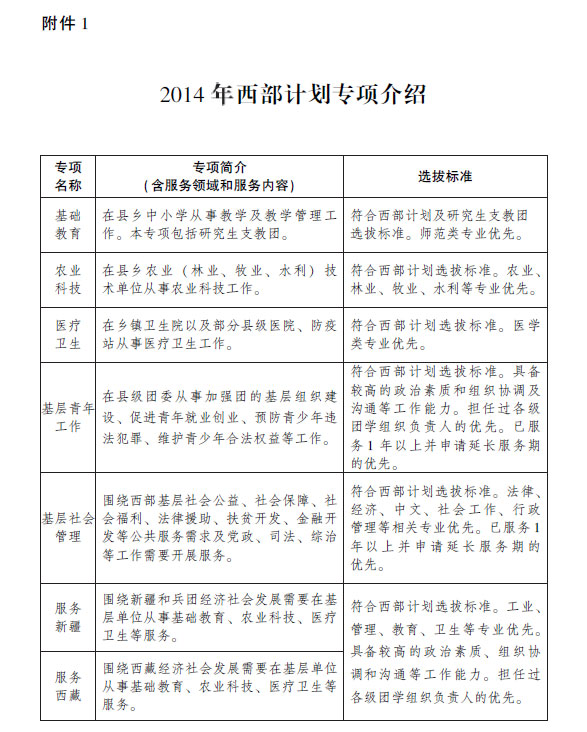 附件 1
2014 年西部计划专项介绍
专项
名称
专项简介
(含服务领域和服务内容)
选拔标准
基础
教育
在县乡中小学从事教学及教学管理工
作。本专项包括研究生支教团。
符合西部计划及研究生支教团
选拔标准。师范类专业优先。
农业
科技
在县乡农业（林业、牧业、水利）技
术单位从事农业科技工作。
符合西部计划选拔标准。农业、
林业、牧业、水利等专业优先。
医疗
卫生
在乡镇卫生院以及部分县级医院、防疫
站从事医疗卫生工作。
符合西部计划选拔标准。医学
类专业优先。
基层青年
工作
在县级团委从事加强团的基层组织建
设、促进青年就业创业、预防青少年违
法犯罪、维护青少年合法权益等工作。
符合西部计划选拔标准。具备
较高的政治素质和组织协调及
沟通等工作能力。担任过各级
团学组织负责人的优先。已服
务 1 年以上并申请延长服务期
的优先。
基层社会
管理
围绕西部基层社会公益、社会保障、社
会福利、法律援助、扶贫开发、金融开
发等公共服务需求及党政、司法、综治
等工作需要开展服务。
符合西部计划选拔标准。法律、
经济、中文、社会工作、行政
管理等相关专业优先。已服务 1
年以上并申请延长服务期的
优先。
服务
新疆
围绕新疆和兵团经济社会发展需要在基
层单位从事基础教育、农业科技、医疗
卫生等服务。
符合西部计划选拔标准。工业、
管理、教育、卫生等专业优先。
具备较高的政治素质、组织协
调和沟通等工作能力。担任过
各级团学组织负责人的优先。
服务
西藏
围绕西藏经济社会发展需要在基层单位
从事基础教育、农业科技、医疗卫生等
服务。